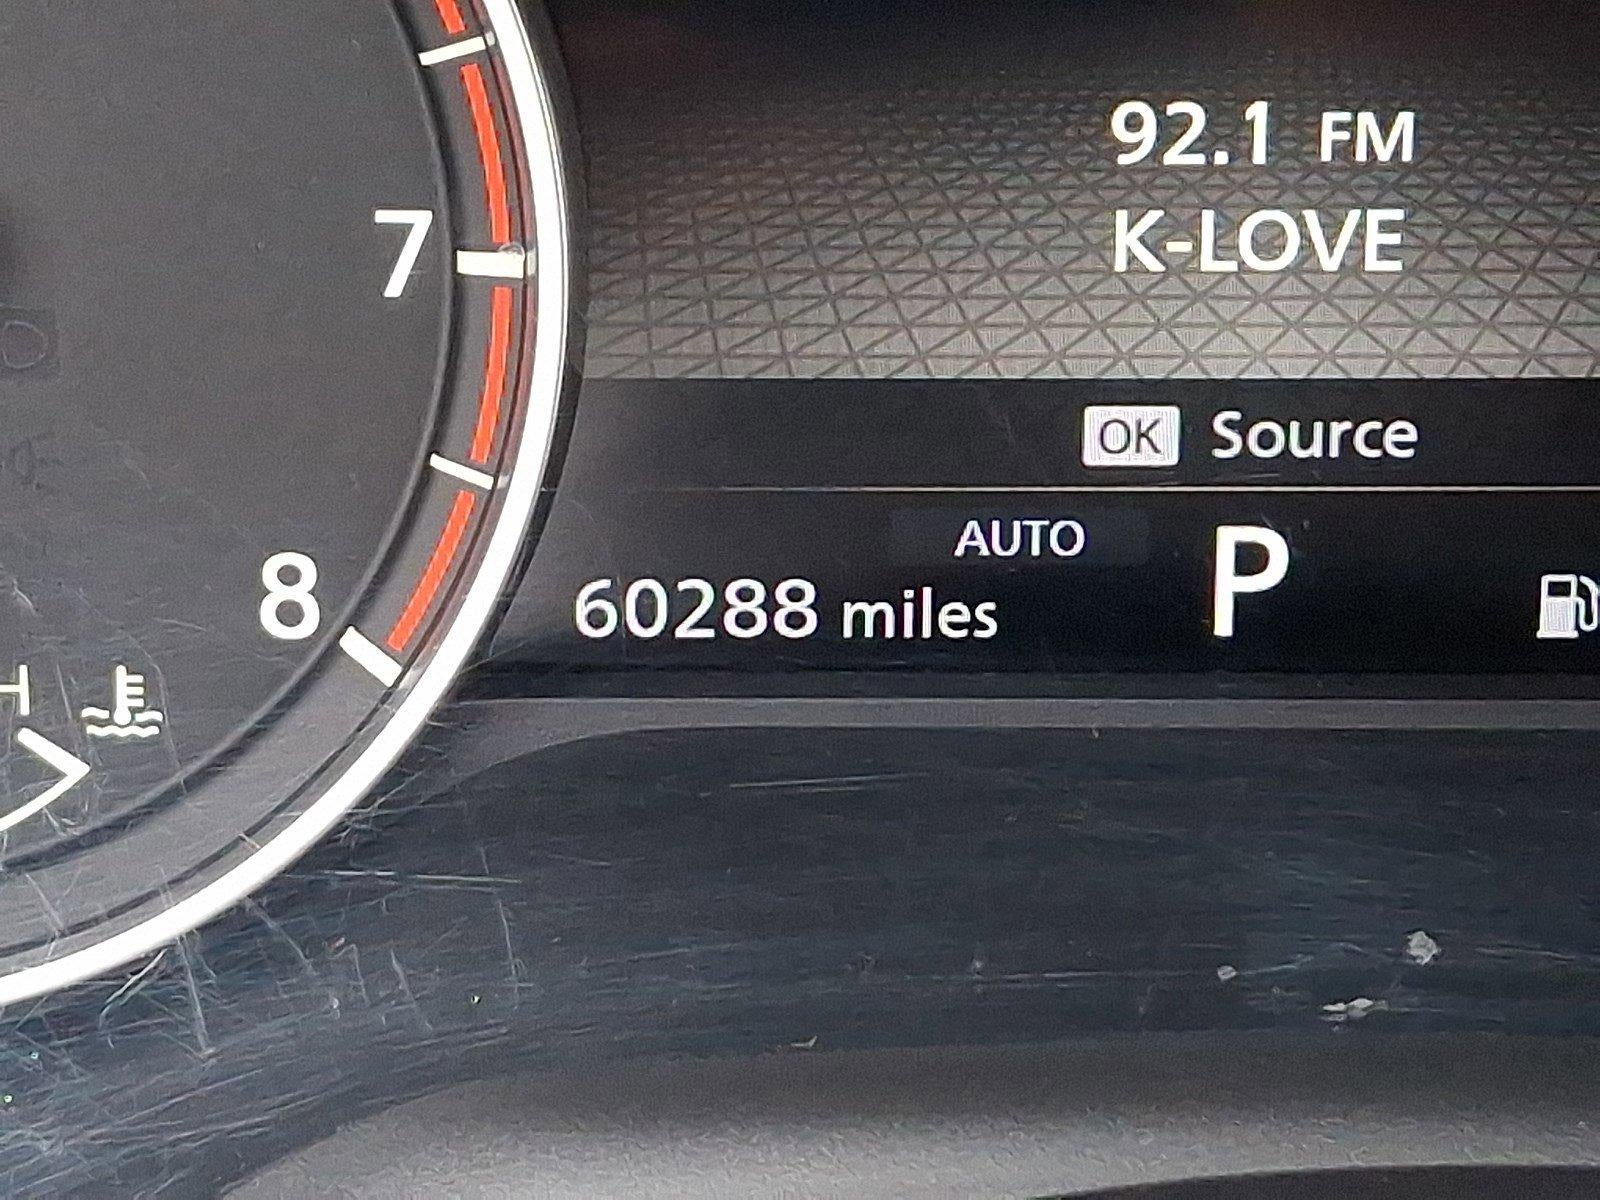 92.1 FM
K-LOVE
7
OK Source
AUTO
P
8
60288 miles
H